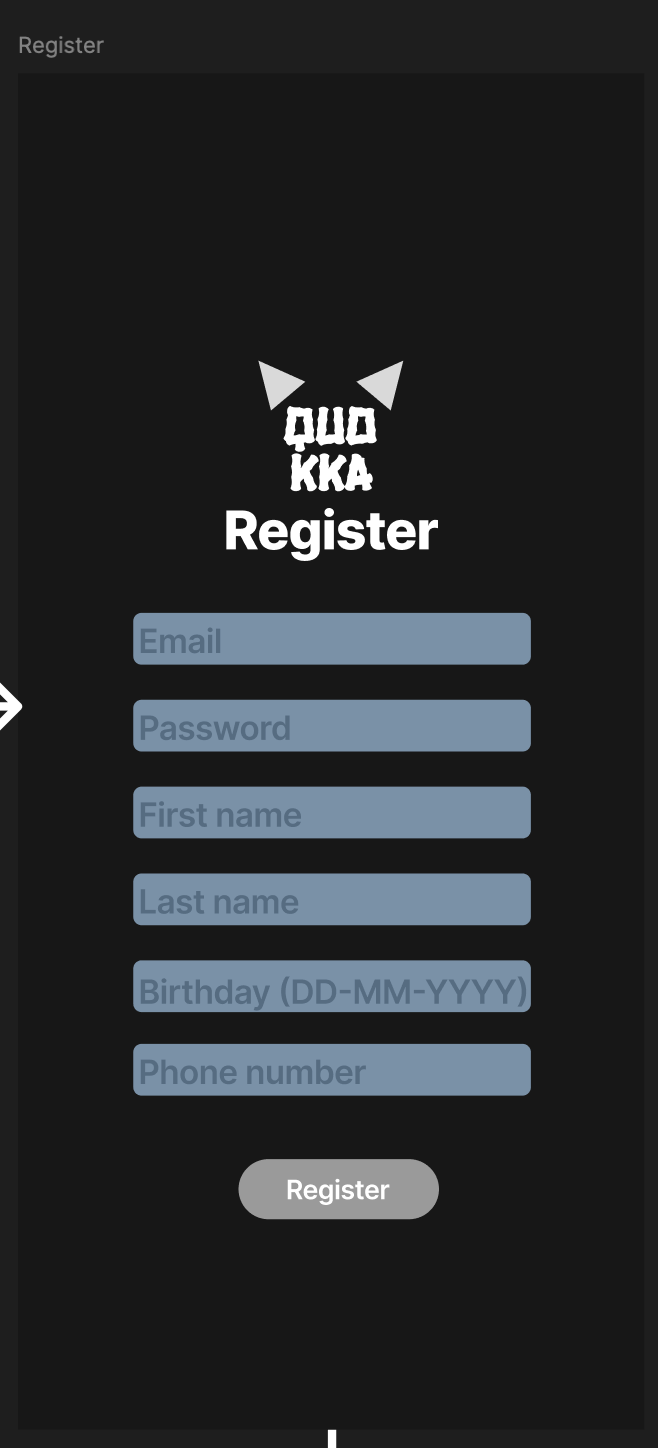 Register
QUO
KKA
Register
Email
Password
First name
Last name
Birthday (DD-MM-YYYY)
Phone number
Register